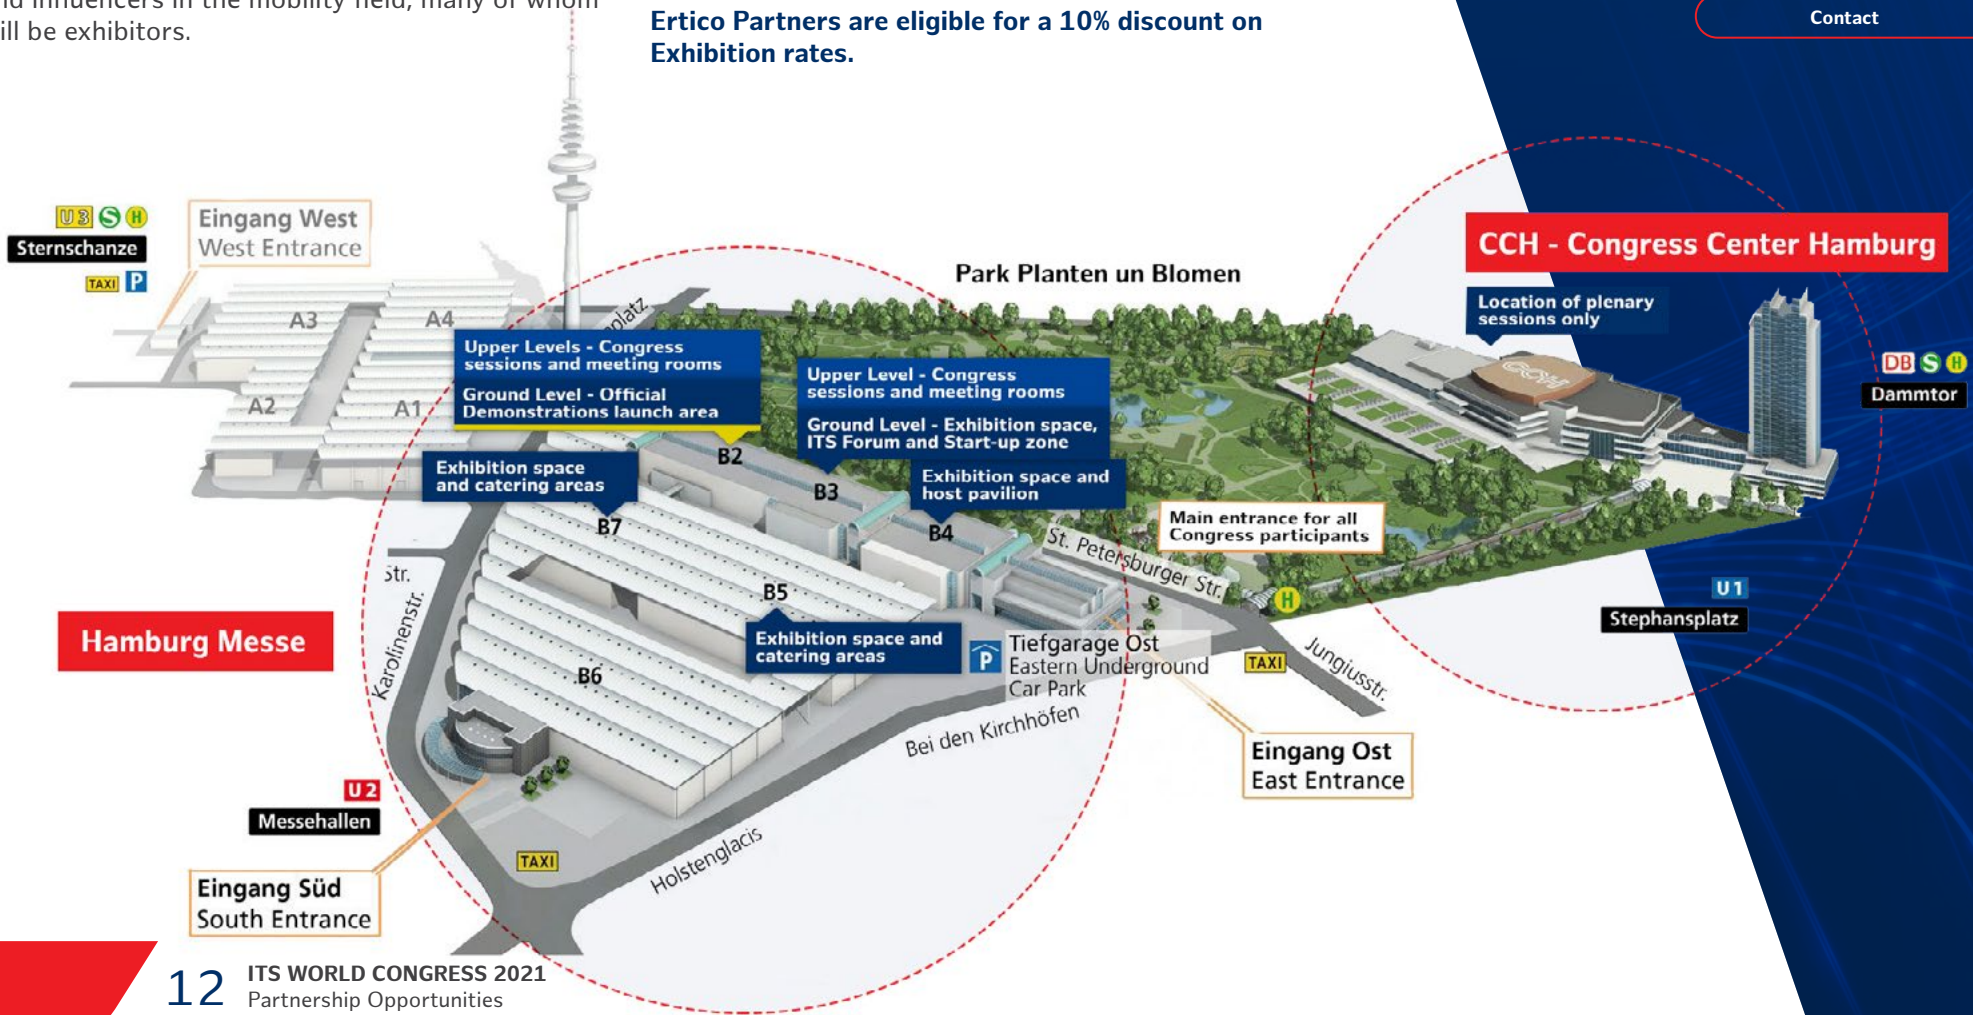 nd influencers in the mobility field, many of whom
ill be exhibitors.
Ertico Partners are eligible for a 10% discount on
Exhibition rates.
Contact
U3 S H
Sternschanze
TAXI P
Eingang West
West Entrance
A3
A4
A2
A1
nplatz
Park Planten un Blomen
CCH - Congress Center Hamburg
Location of plenary
sessions only
CCH
DB S H
Dammtor
Upper Levels - Congress
sessions and meeting rooms
Ground Level - Official
Demonstrations launch area
B2
Upper Level - Congress
sessions and meeting rooms
Ground Level - Exhibition space,
ITS Forum and Start-up zone
B3
Exhibition space
and catering areas
B7
Exhibition space and
host pavilion
B4
Main entrance for all
Congress participants
St. Petersburger Str.
H
U1
Stephansplatz
Str.
Karolinenstr.
Hamburg Messe
B5
Exhibition space and
catering areas
B6
P
Tiefgarage Ost
Eastern Underground
Car Park
TAXI
Jungiusstr.
Bei den Kirchhöfen
Eingang Ost
East Entrance
U2
Messehallen
TAXI
Holstenglacis
Eingang Süd
South Entrance
12
ITS WORLD CONGRESS 2021
Partnership Opportunities